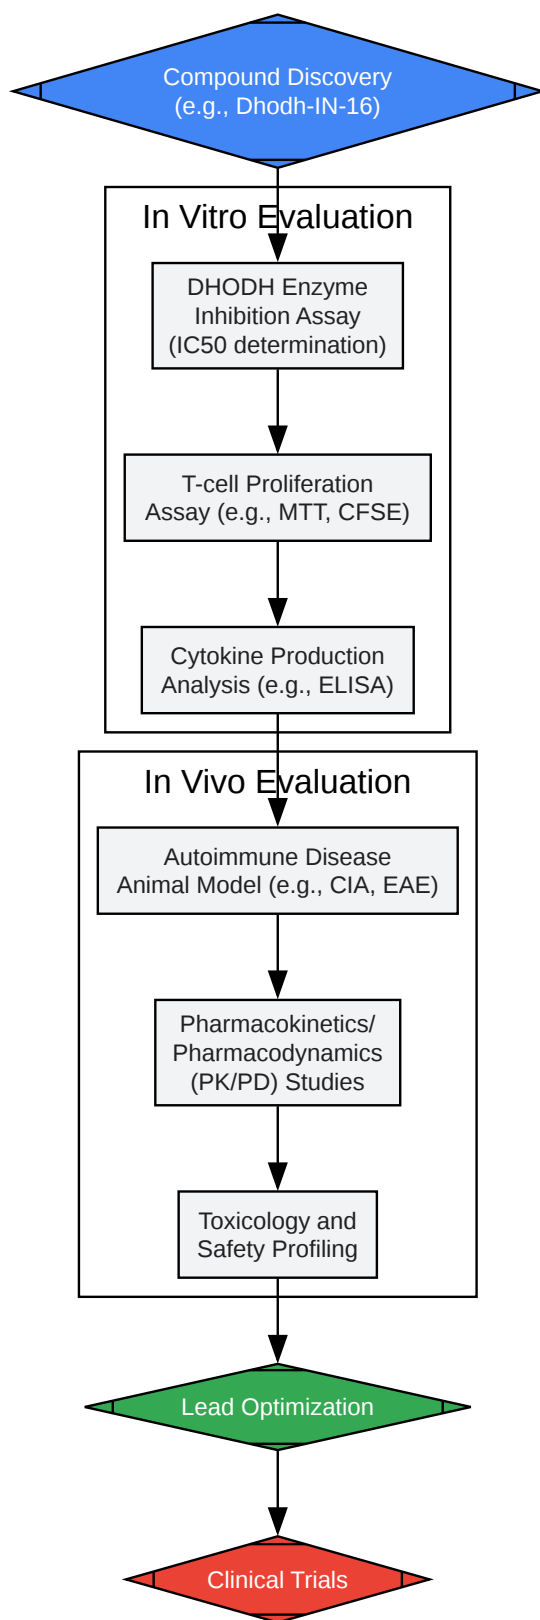 Compound Discovery
(e.g., Dhodh-IN-16)
In Vitro Evaluation
DHODH Enzyme
Inhibition Assay
(IC50 determination)
T-cell Proliferation
Assay (e.g., MTT, CFSE)
Cytokine Production
Analysis (e.g., ELISA)
In Vivo Evaluation
Autoimmune Disease
Animal Model (e.g., CIA, EAE)
Pharmacokinetics/
Pharmacodynamics
(PK/PD) Studies
Toxicology and
Safety Profiling
Lead Optimization
Clinical Trials